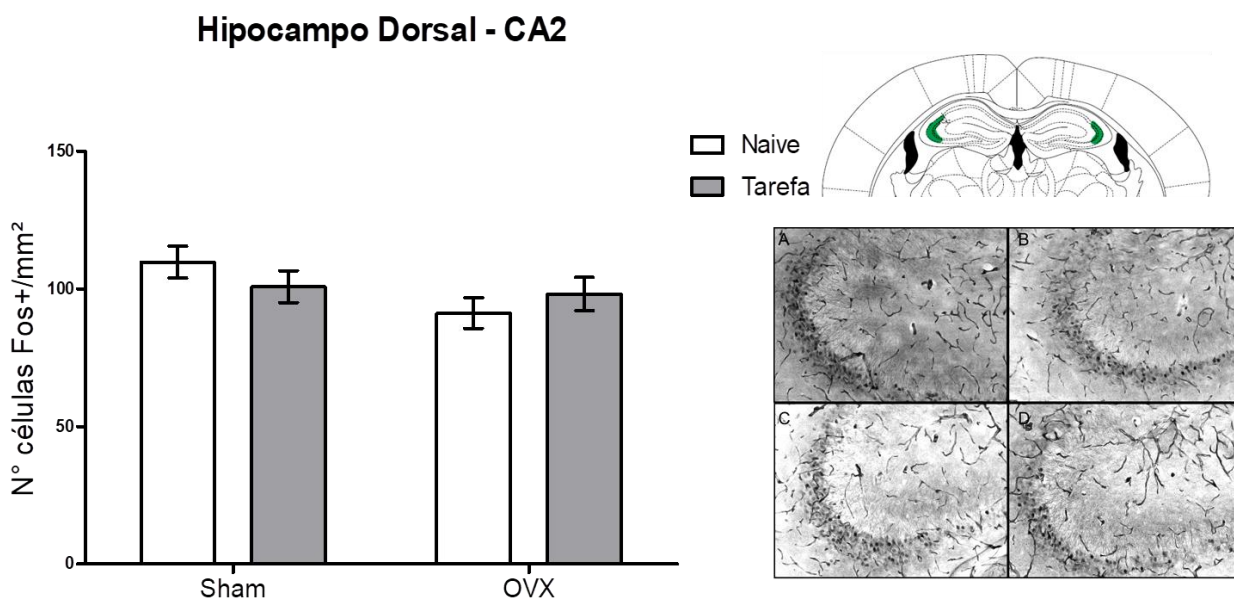 Hipocampo Dorsal - CA2
N° células Fos+/mm²
150
100
50
0
Sham
OVX
Naive
Tarefa
A
B
C
D